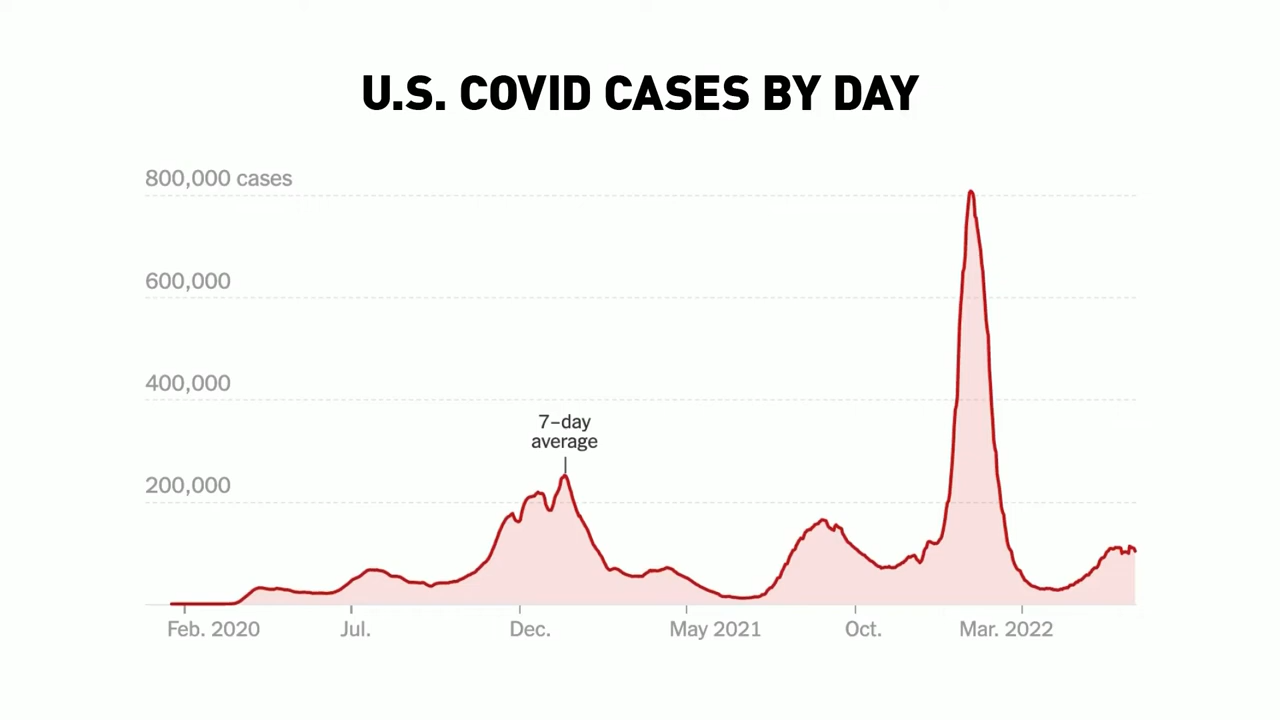 U.S. COVID CASES BY DAY
800,000 cases
600,000
400,000
7–day
average
200,000
Feb. 2020
Jul.
Dec.
May 2021
Oct.
Mar. 2022